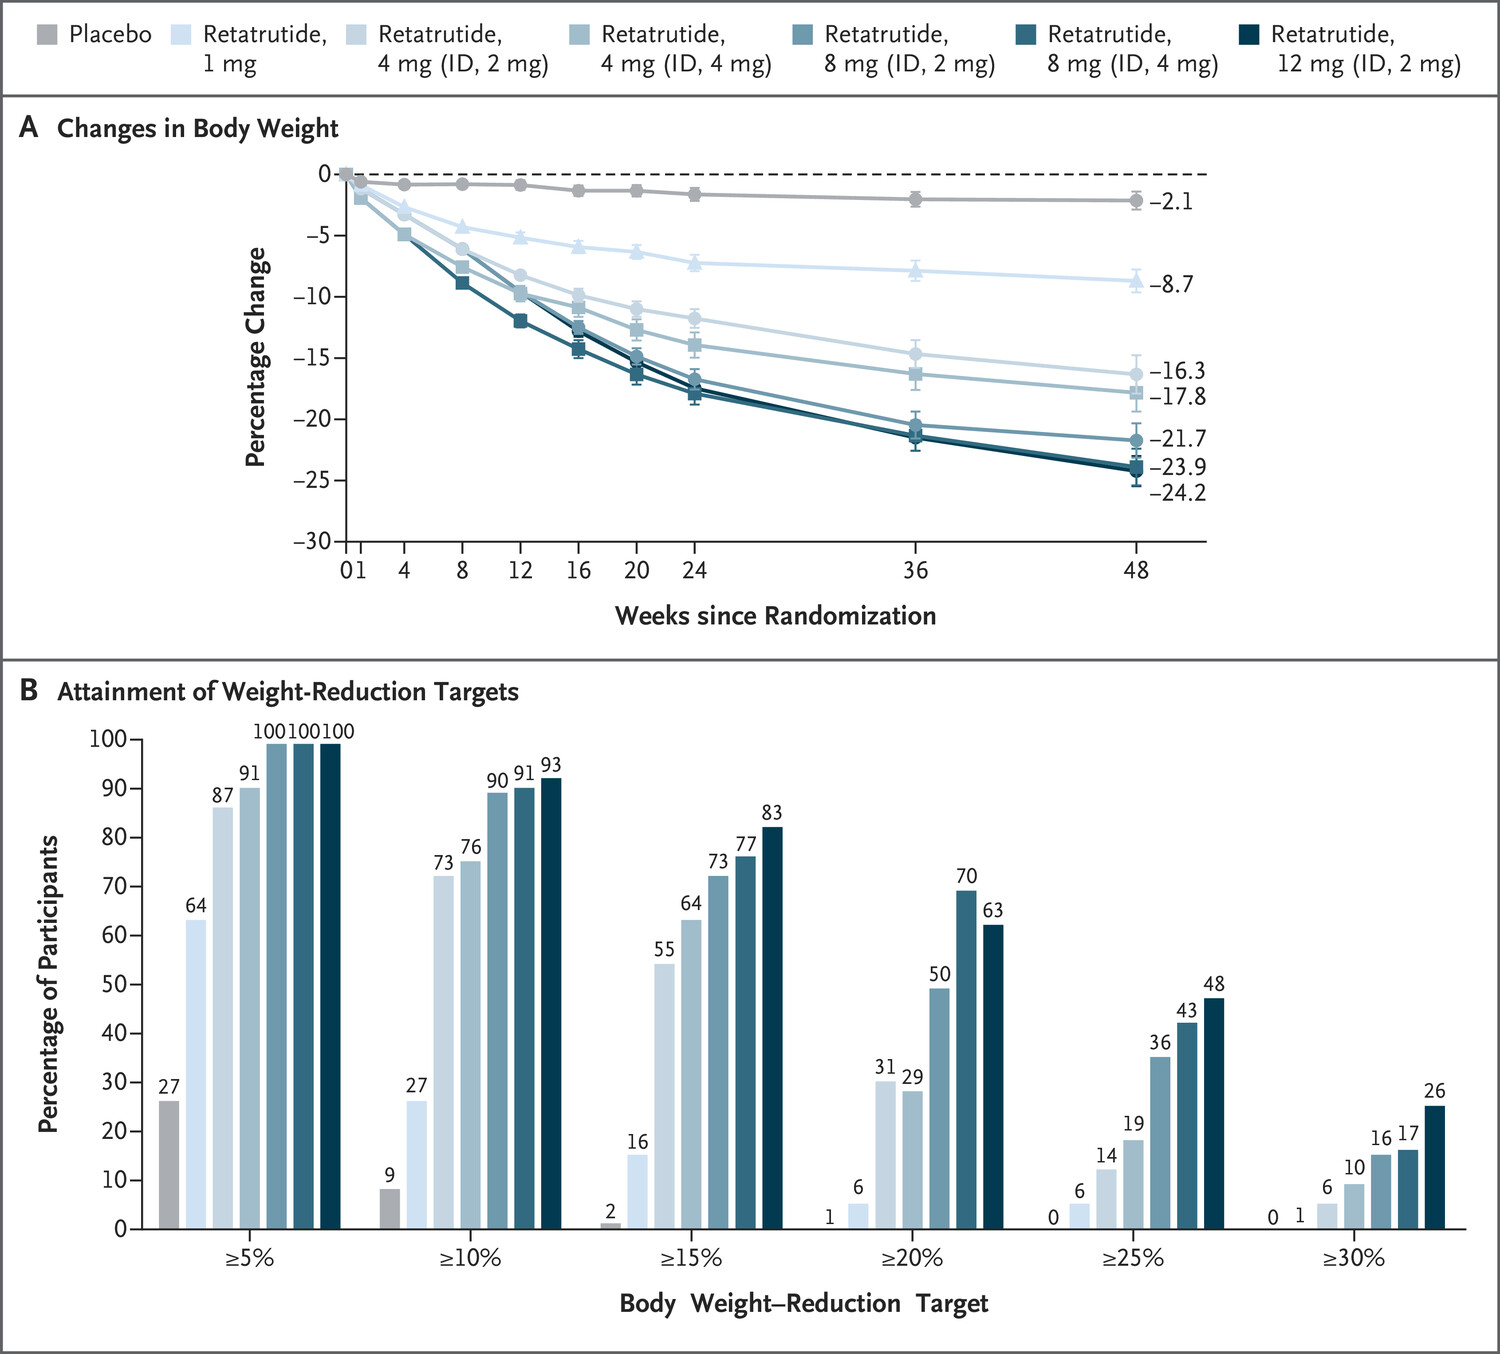 Placebo
Retatrutide, 1 mg
Retatrutide, 4 mg (ID, 2 mg)
Retatrutide, 4 mg (ID, 4 mg)
Retatrutide, 8 mg (ID, 2 mg)
Retatrutide, 8 mg (ID, 4 mg)
Retatrutide, 12 mg (ID, 2 mg)
A Changes in Body Weight
Percentage Change
0
–5
–10
–15
–20
–25
–30
–2.1
–8.7
–16.3
–17.8
–21.7
–23.9
–24.2
0 1 4 8 12 16 20 24 36 48
Weeks since Randomization
B Attainment of Weight-Reduction Targets
Percentage of Participants
100
90
80
70
60
50
40
30
20
10
0
27 64 87 91 100 100 100
9 27 73 76 90 91 93
2 16 55 64 73 77 83
1 6 31 29 50 70 63
0 6 14 19 36 43 48
0 1 6 10 16 17 26
≥5% ≥10% ≥15% ≥20% ≥25% ≥30%
Body Weight–Reduction Target